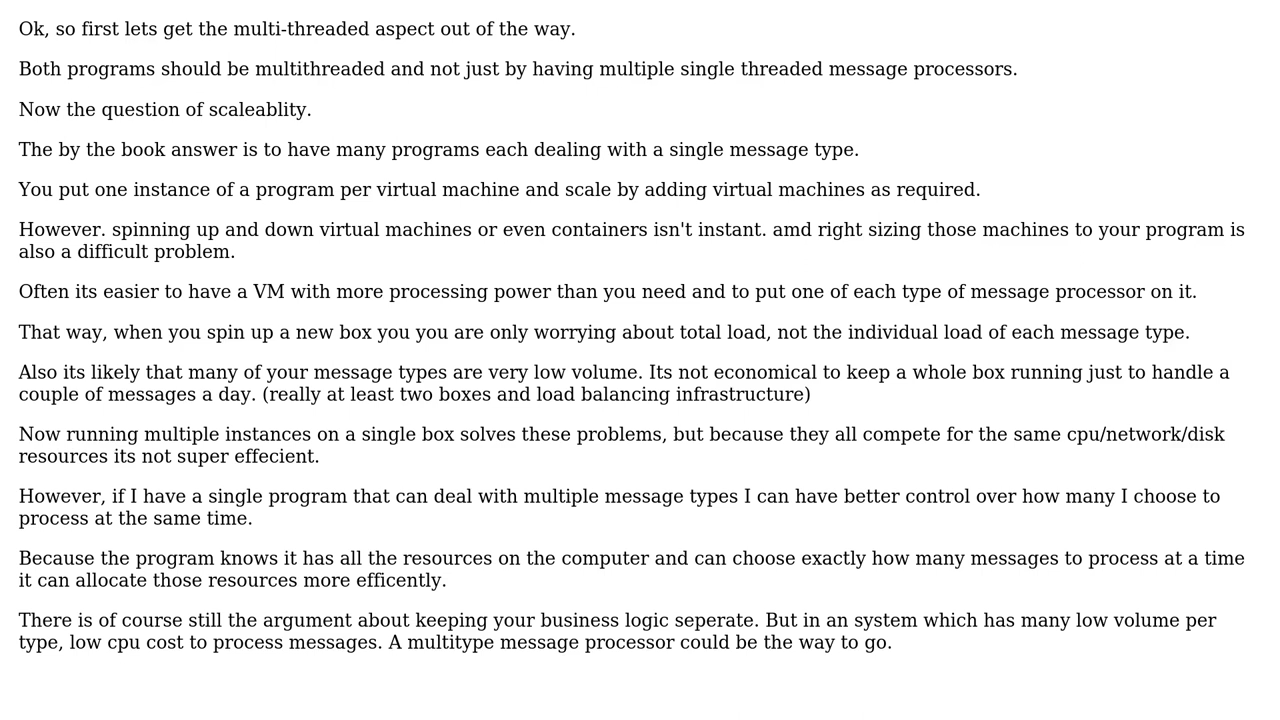 Ok, so first lets get the multi-threaded aspect out of the way.
Both programs should be multithreaded and not just by having multiple single threaded message processors.
Now the question of scaleablity.
The by the book answer is to have many programs each dealing with a single message type.
You put one instance of a program per virtual machine and scale by adding virtual machines as required.
However. spinning up and down virtual machines or even containers isn't instant. amd right sizing those machines to your program is
also a difficult problem.
Often its easier to have a VM with more processing power than you need and to put one of each type of message processor on it.
That way, when you spin up a new box you you are only worrying about total load, not the individual load of each message type.
Also its likely that many of your message types are very low volume. Its not economical to keep a whole box running just to handle a
couple of messages a day. (really at least two boxes and load balancing infrastructure)
Now running multiple instances on a single box solves these problems, but because they all compete for the same cpu/network/disk
resources its not super effecient.
However, if I have a single program that can deal with multiple message types I can have better control over how many I choose to
process at the same time.
Because the program knows it has all the resources on the computer and can choose exactly how many messages to process at a time
it can allocate those resources more efficently.
There is of course still the argument about keeping your business logic seperate. But in an system which has many low volume per
type, low cpu cost to process messages. A multitype message processor could be the way to go.